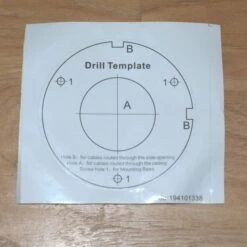 B
Drill Template
1
1
A
B
Hole B: for cables routed through the side opening
Hole A: for cables routed through the base
Screw Hole 1: for Mounting Base
1
194101338